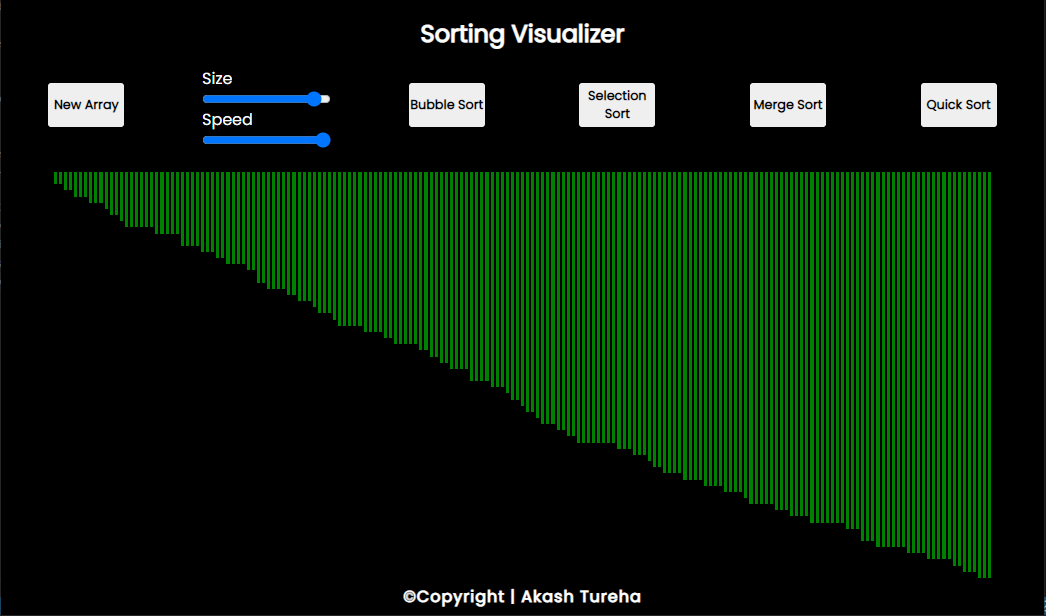 Sorting Visualizer
New Array
Size
Speed
Bubble Sort
Selection
Sort
Merge Sort
Quick Sort
©Copyright | Akash Tureha